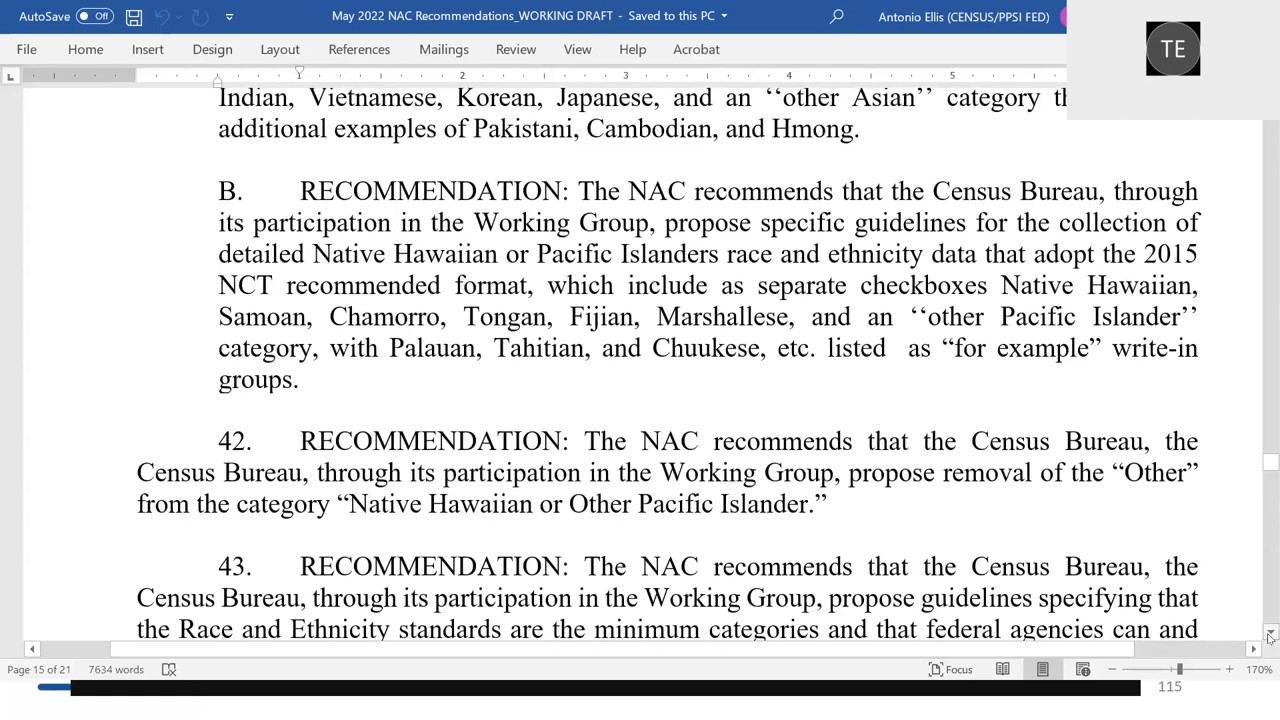 AutoSave Off May 2022 NAC Recommendations_WORKING DRAFT - Saved to this PC Antonio Ellis (CENSUS/PPSI FED)
TE
File Home Insert Design Layout References Mailings Review View Help Acrobat
1 2 3 4 5
Indian, Vietnamese, Korean, Japanese, and an ‘‘other Asian’’ category
additional examples of Pakistani, Cambodian, and Hmong.
B. RECOMMENDATION: The NAC recommends that the Census Bureau, through
its participation in the Working Group, propose specific guidelines for the collection of
detailed Native Hawaiian or Pacific Islanders race and ethnicity data that adopt the 2015
NCT recommended format, which include as separate checkboxes Native Hawaiian,
Samoan, Chamorro, Tongan, Fijian, Marshallese, and an ‘‘other Pacific Islander’’
category, with Palauan, Tahitian, and Chuukese, etc. listed as “for example” write-in
groups.
42. RECOMMENDATION: The NAC recommends that the Census Bureau, the
Census Bureau, through its participation in the Working Group, propose removal of the “Other”
from the category “Native Hawaiian or Other Pacific Islander.”
43. RECOMMENDATION: The NAC recommends that the Census Bureau, the
Census Bureau, through its participation in the Working Group, propose guidelines specifying that
the Race and Ethnicity standards are the minimum categories and that federal agencies can and
Page 15 of 21 7634 words Focus 170%
115